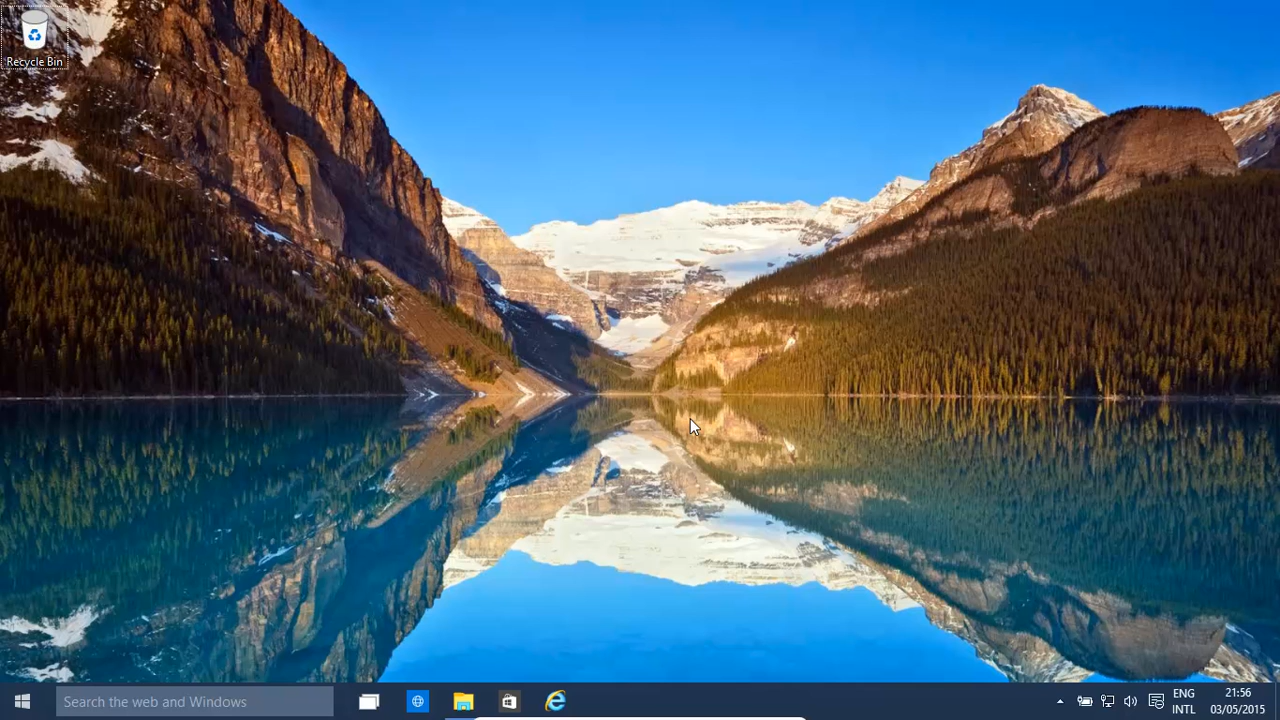 Recycle Bin
Search the web and Windows
ENG
INTL
21:56
03/05/2015